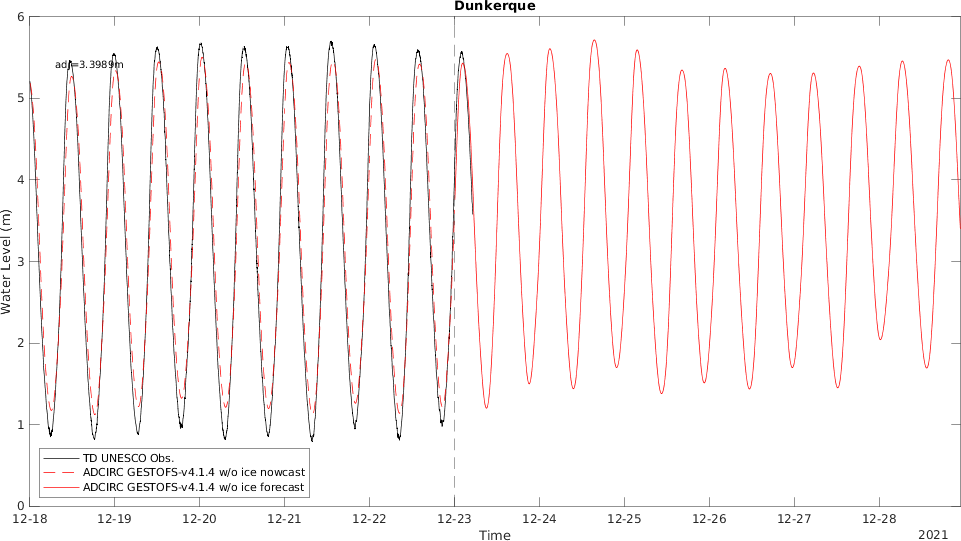 Dunkerque
6
5
4
3
2
1
0
Water Level (m)
adj=3.3989m
TD UNESCO Obs.
ADCIRC GESTOFS-v4.1.4 w/o ice nowcast
ADCIRC GESTOFS-v4.1.4 w/o ice forecast
12-18 12-19 12-20 12-21 12-22 12-23 12-24 12-25 12-26 12-27 12-28
Time
2021